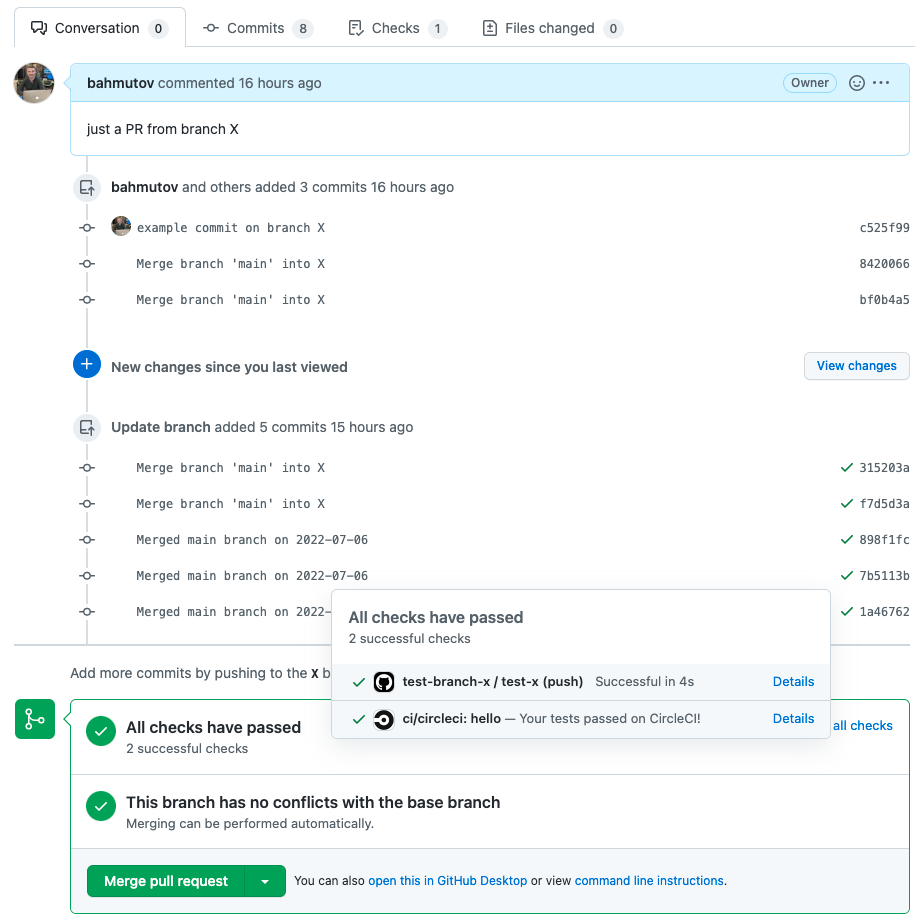 Conversation 0 Commits 8 Checks 1 Files changed 0
bahmutov commented 16 hours ago Owner
just a PR from branch X
bahmutov and others added 3 commits 16 hours ago
example commit on branch X c525f99
Merge branch 'main' into X 8420066
Merge branch 'main' into X bf0b4a5
New changes since you last viewed View changes
Update branch added 5 commits 15 hours ago
Merge branch 'main' into X 315203a
Merge branch 'main' into X f7d5d3a
Merged main branch on 2022-07-06 898f1fc
Merged main branch on 2022-07-06 7b5113b
Merged main branch on 2022- 1a46762
All checks have passed
2 successful checks
Add more commits by pushing to the X b
test-branch-x / test-x (push) Successful in 4s Details
ci/circleci: hello — Your tests passed on CircleCI! Details
All checks have passed all checks
2 successful checks
This branch has no conflicts with the base branch
Merging can be performed automatically.
Merge pull request You can also open this in GitHub Desktop or view command line instructions.